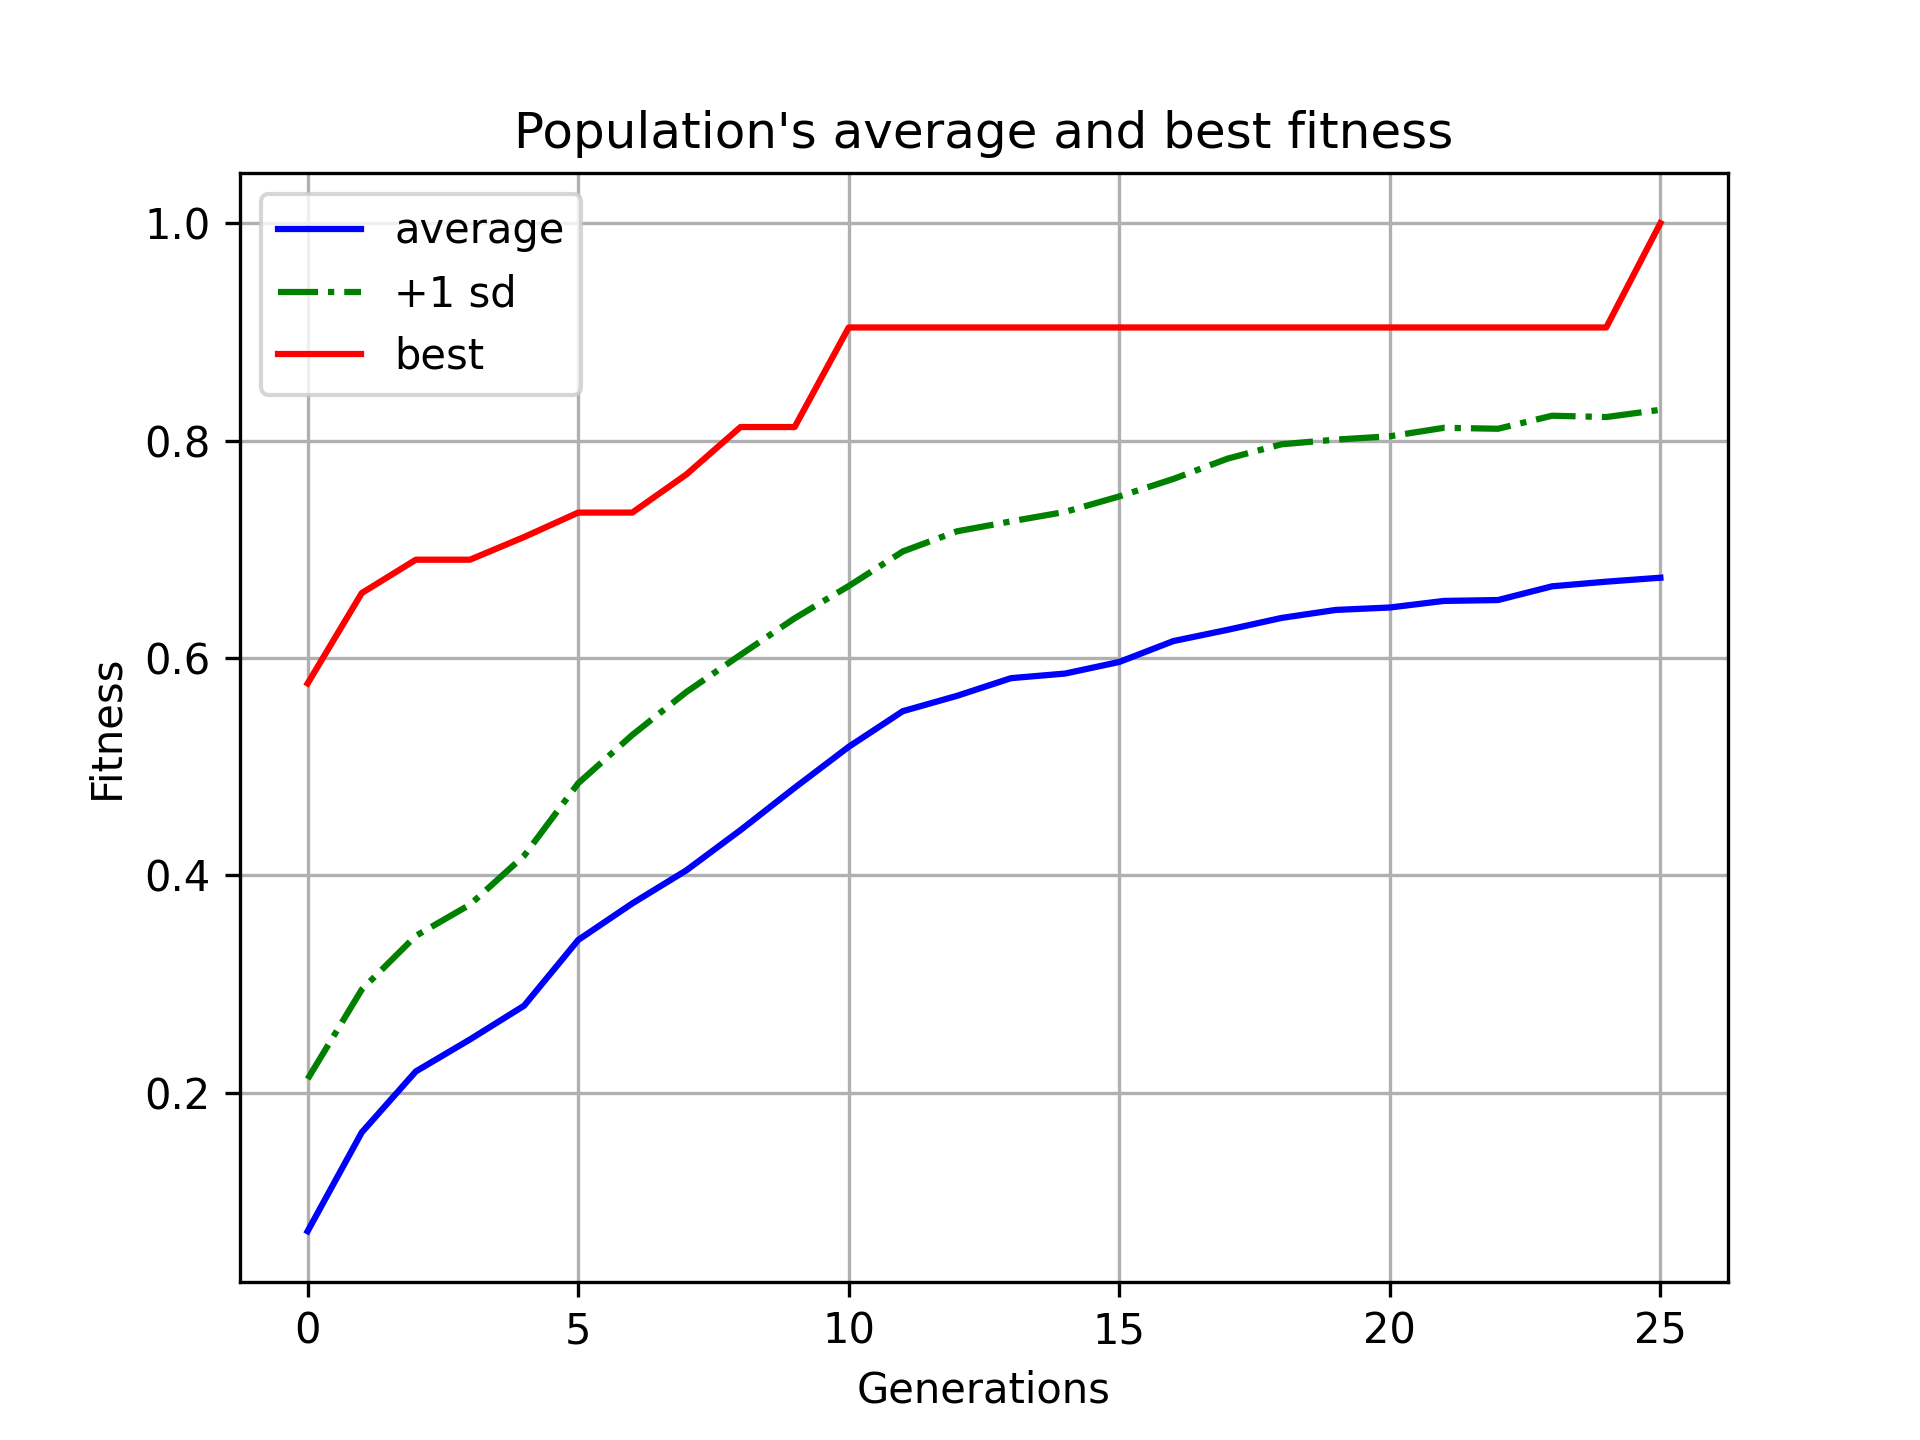 Population's average and best fitness
average
+1 sd
best
1.0
0.8
0.6
0.4
0.2
Fitness
0 5 10 15 20 25
Generations